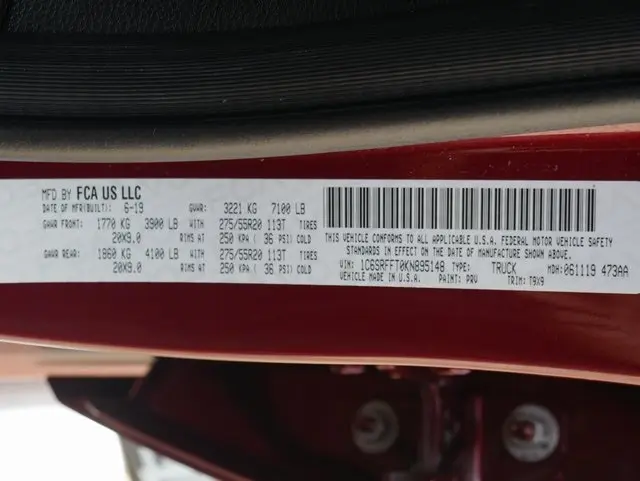 MFD BY FCA US LLC
DATE OF MFR(BUILT): 6-19 GVWR: 3221 KG 7100 LB
GAWR FRONT: 1770 KG 3900 LB WITH 275/55R20 113T TIRES
20X9.0 RIMS AT 250 KPA ( 36 PSI) COLD
GAWR REAR: 1860 KG 4100 LB WITH 275/55R20 113T TIRES
20X9.0 RIMS AT 250 KPA ( 36 PSI) COLD
THIS VEHICLE CONFORMS TO ALL APPLICABLE U.S.A. FEDERAL MOTOR VEHICLE SAFETY
STANDARDS IN EFFECT ON THE DATE OF MANUFACTURE SHOWN ABOVE.
VIN: 1C6SRFFT0KN895148 TYPE: TRUCK MDH: 061119 473AA
VEHICLE MADE IN U.S.A. PAINT: PRV TRIM: T9X9